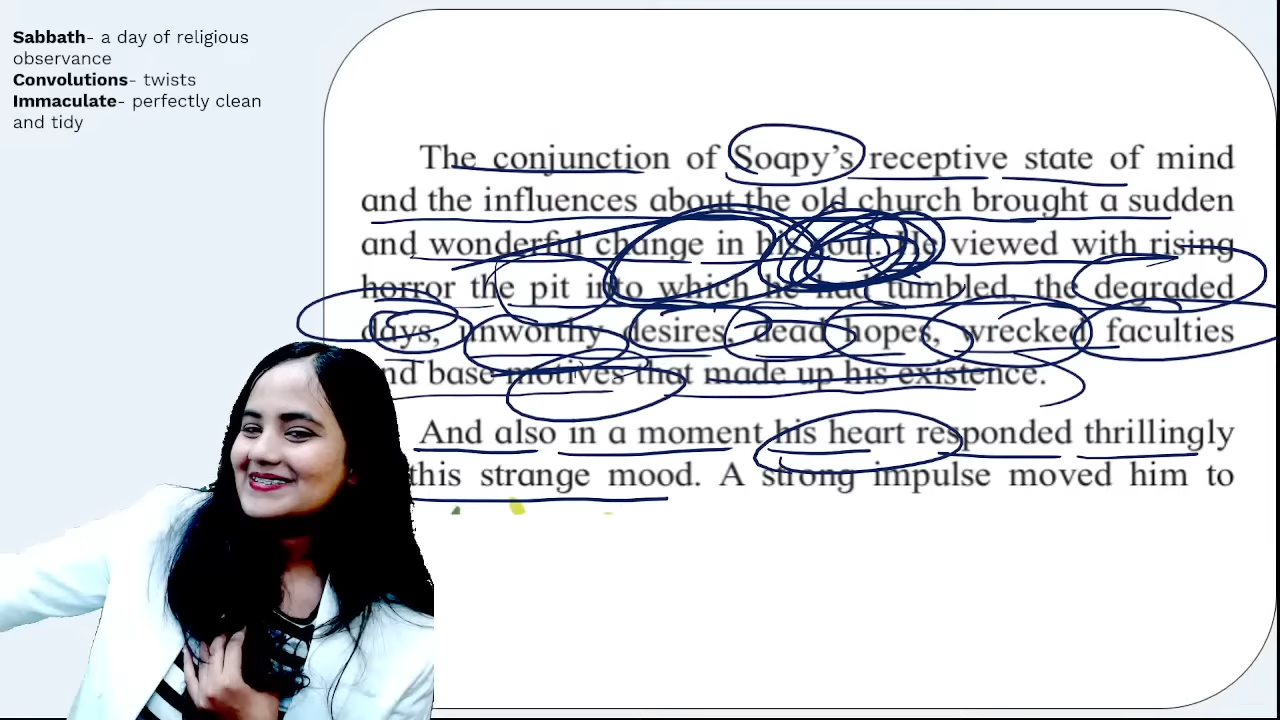 Sabbath- a day of religious
observance
Convolutions- twists
Immaculate- perfectly clean
and tidy
The conjunction of Soapy's receptive state of mind
and the influences about the old church brought a sudden
and wonderful change in his soul. He viewed with rising
horror the pit into which he had tumbled, the degraded
days, unworthy desires, dead hopes, wrecked faculties
and base motives that made up his existence.
And also in a moment his heart responded thrillingly
this strange mood. A strong impulse moved him to